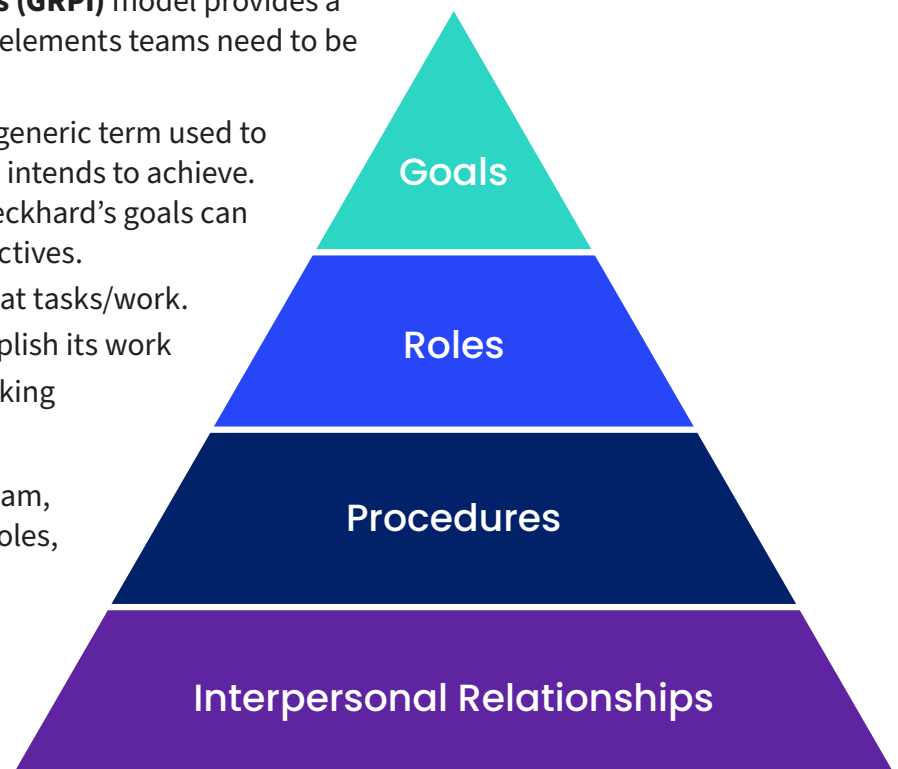 s (GRPI) model provides a
elements teams need to be
generic term used to
intends to achieve.
eckhard's goals can
ctives.
at tasks/work.
plish its work
king
am,
oles,
Goals
Roles
Procedures
Interpersonal Relationships